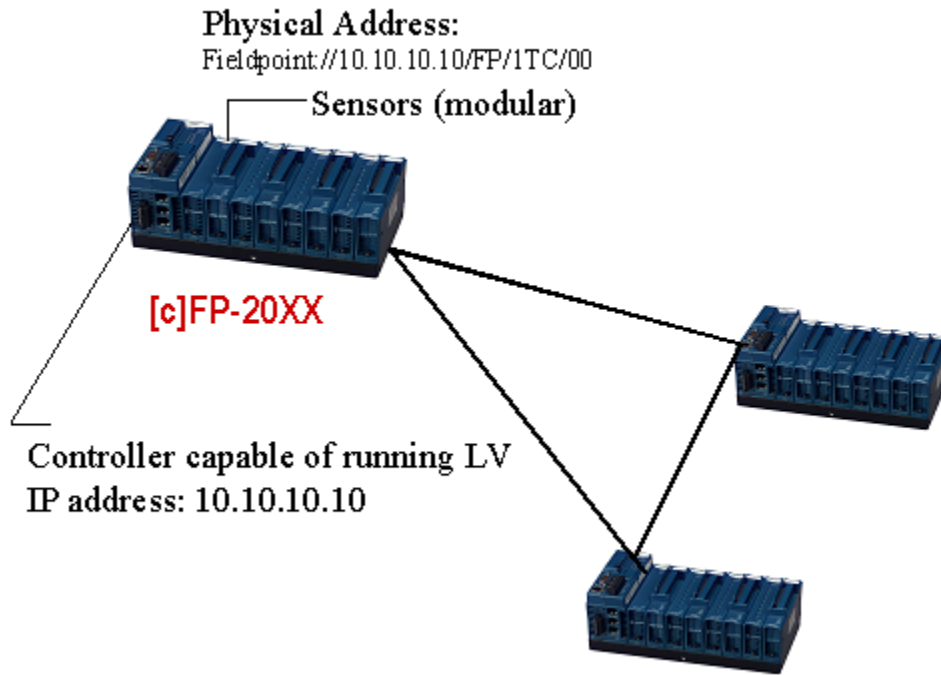 Physical Address:
Fieldpoint://10.10.10.10/FP/1TC/00
Sensors (modular)
[c]FP-20XX
Controller capable of running LV
IP address: 10.10.10.10